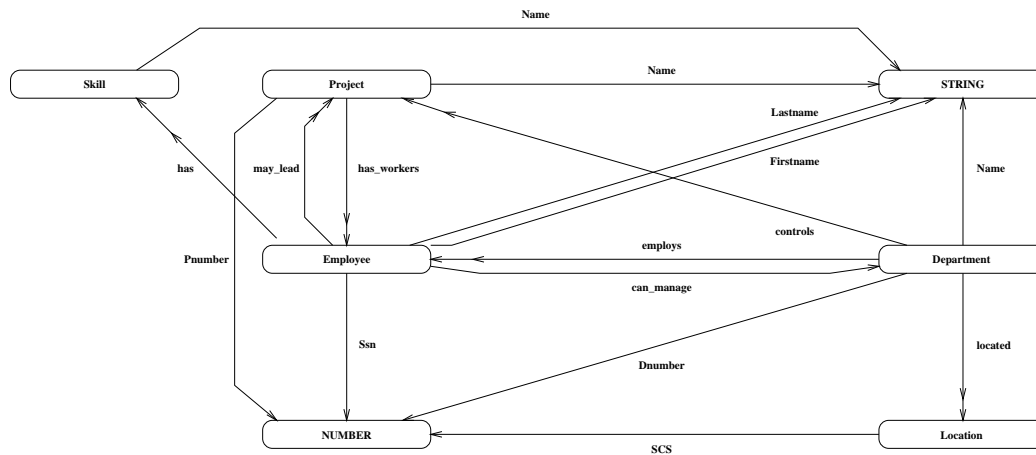 Name
Skill
Project
Name
STRING
Lastname
Firstname
has
may_lead
has_workers
Name
controls
Pnumber
Employee
employs
Department
can_manage
Ssn
located
Dnumber
NUMBER
Location
SCS